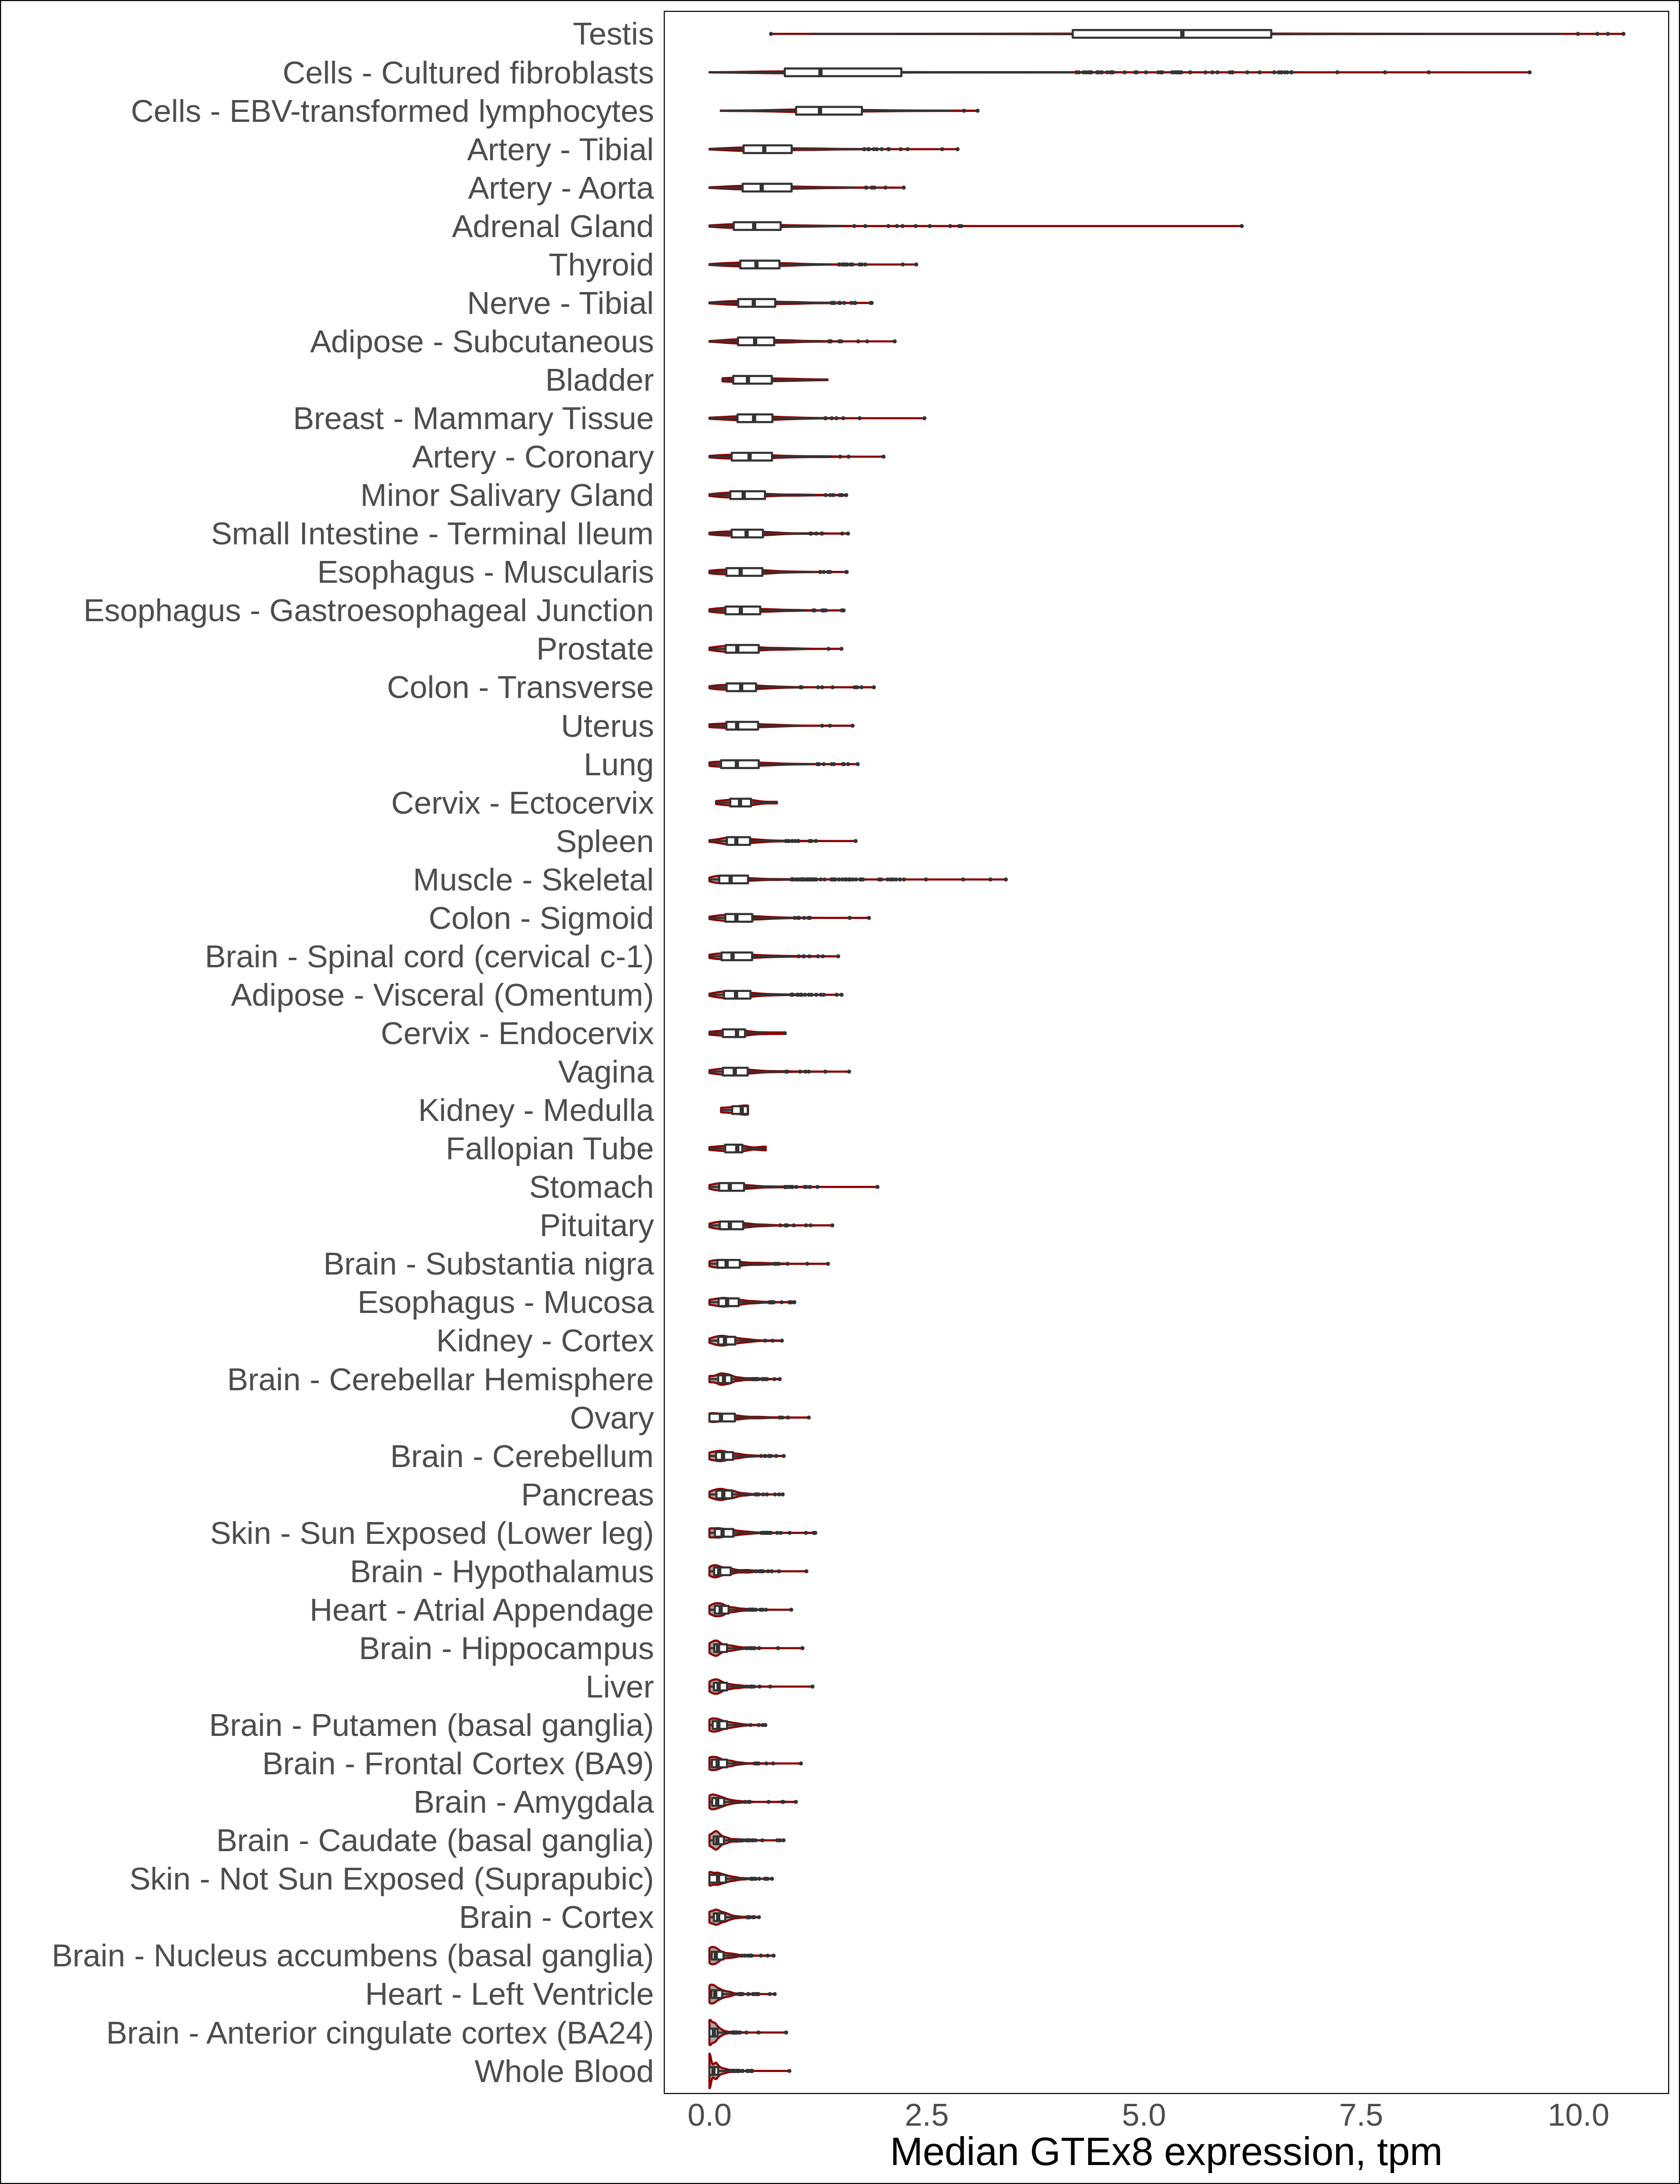 Testis
Cells - Cultured fibroblasts
Cells - EBV-transformed lymphocytes
Artery - Tibial
Artery - Aorta
Adrenal Gland
Thyroid
Nerve - Tibial
Adipose - Subcutaneous
Bladder
Breast - Mammary Tissue
Artery - Coronary
Minor Salivary Gland
Small Intestine - Terminal Ileum
Esophagus - Muscularis
Esophagus - Gastroesophageal Junction
Prostate
Colon - Transverse
Uterus
Lung
Cervix - Ectocervix
Spleen
Muscle - Skeletal
Colon - Sigmoid
Brain - Spinal cord (cervical c-1)
Adipose - Visceral (Omentum)
Cervix - Endocervix
Vagina
Kidney - Medulla
Fallopian Tube
Stomach
Pituitary
Brain - Substantia nigra
Esophagus - Mucosa
Kidney - Cortex
Brain - Cerebellar Hemisphere
Ovary
Brain - Cerebellum
Pancreas
Skin - Sun Exposed (Lower leg)
Brain - Hypothalamus
Heart - Atrial Appendage
Brain - Hippocampus
Liver
Brain - Putamen (basal ganglia)
Brain - Frontal Cortex (BA9)
Brain - Amygdala
Brain - Caudate (basal ganglia)
Skin - Not Sun Exposed (Suprapubic)
Brain - Cortex
Brain - Nucleus accumbens (basal ganglia)
Heart - Left Ventricle
Brain - Anterior cingulate cortex (BA24)
Whole Blood
0.0 2.5 5.0 7.5 10.0
Median GTEx8 expression, tpm